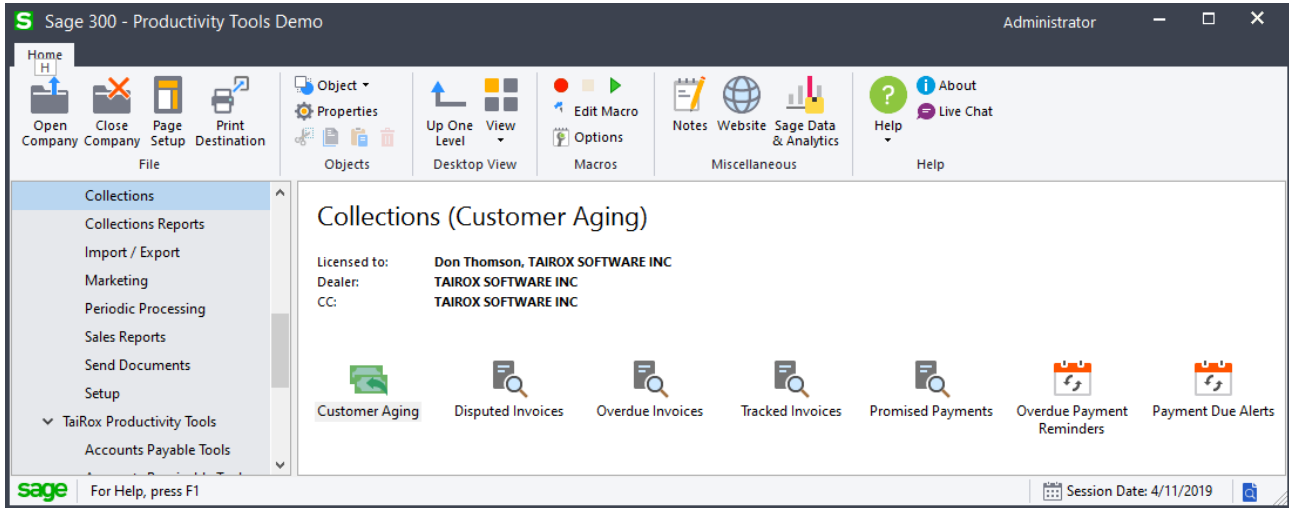 S Sage 300 - Productivity Tools Demo
Administrator
Home
H
Open Company
Close Company
Page Setup
Print Destination
File
Object
Properties
Objects
Up One Level
View
Desktop View
Edit Macro
Options
Macros
Notes
Website
Sage Data & Analytics
Miscellaneous
Help
About
Live Chat
Help
Collections
Collections Reports
Import / Export
Marketing
Periodic Processing
Sales Reports
Send Documents
Setup
TaiRox Productivity Tools
Accounts Payable Tools
Collections (Customer Aging)
Licensed to: Don Thomson, TAIROX SOFTWARE INC
Dealer: TAIROX SOFTWARE INC
CC: TAIROX SOFTWARE INC
Customer Aging
Disputed Invoices
Overdue Invoices
Tracked Invoices
Promised Payments
Overdue Payment Reminders
Payment Due Alerts
sage
For Help, press F1
Session Date: 4/11/2019